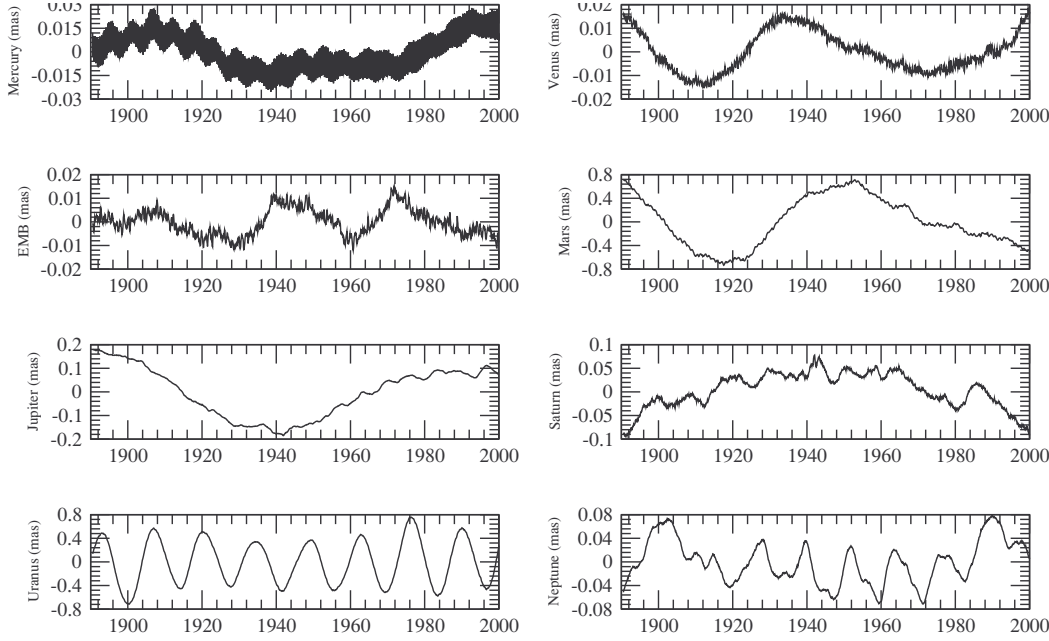 Mercury (mas)
0.03
0.015
0
-0.015
-0.03
1900 1920 1940 1960 1980 2000
Venus (mas)
0.02
0.01
0
-0.01
-0.02
1900 1920 1940 1960 1980 2000
EMB (mas)
0.02
0.01
0
-0.01
-0.02
1900 1920 1940 1960 1980 2000
Mars (mas)
0.8
0.4
0
-0.4
-0.8
1900 1920 1940 1960 1980 2000
Jupiter (mas)
0.2
0.1
0
-0.1
-0.2
1900 1920 1940 1960 1980 2000
Saturn (mas)
0.1
0.05
0
-0.05
-0.1
1900 1920 1940 1960 1980 2000
Uranus (mas)
0.8
0.4
0
-0.4
-0.8
1900 1920 1940 1960 1980 2000
Neptune (mas)
0.08
0.04
0
-0.04
-0.08
1900 1920 1940 1960 1980 2000